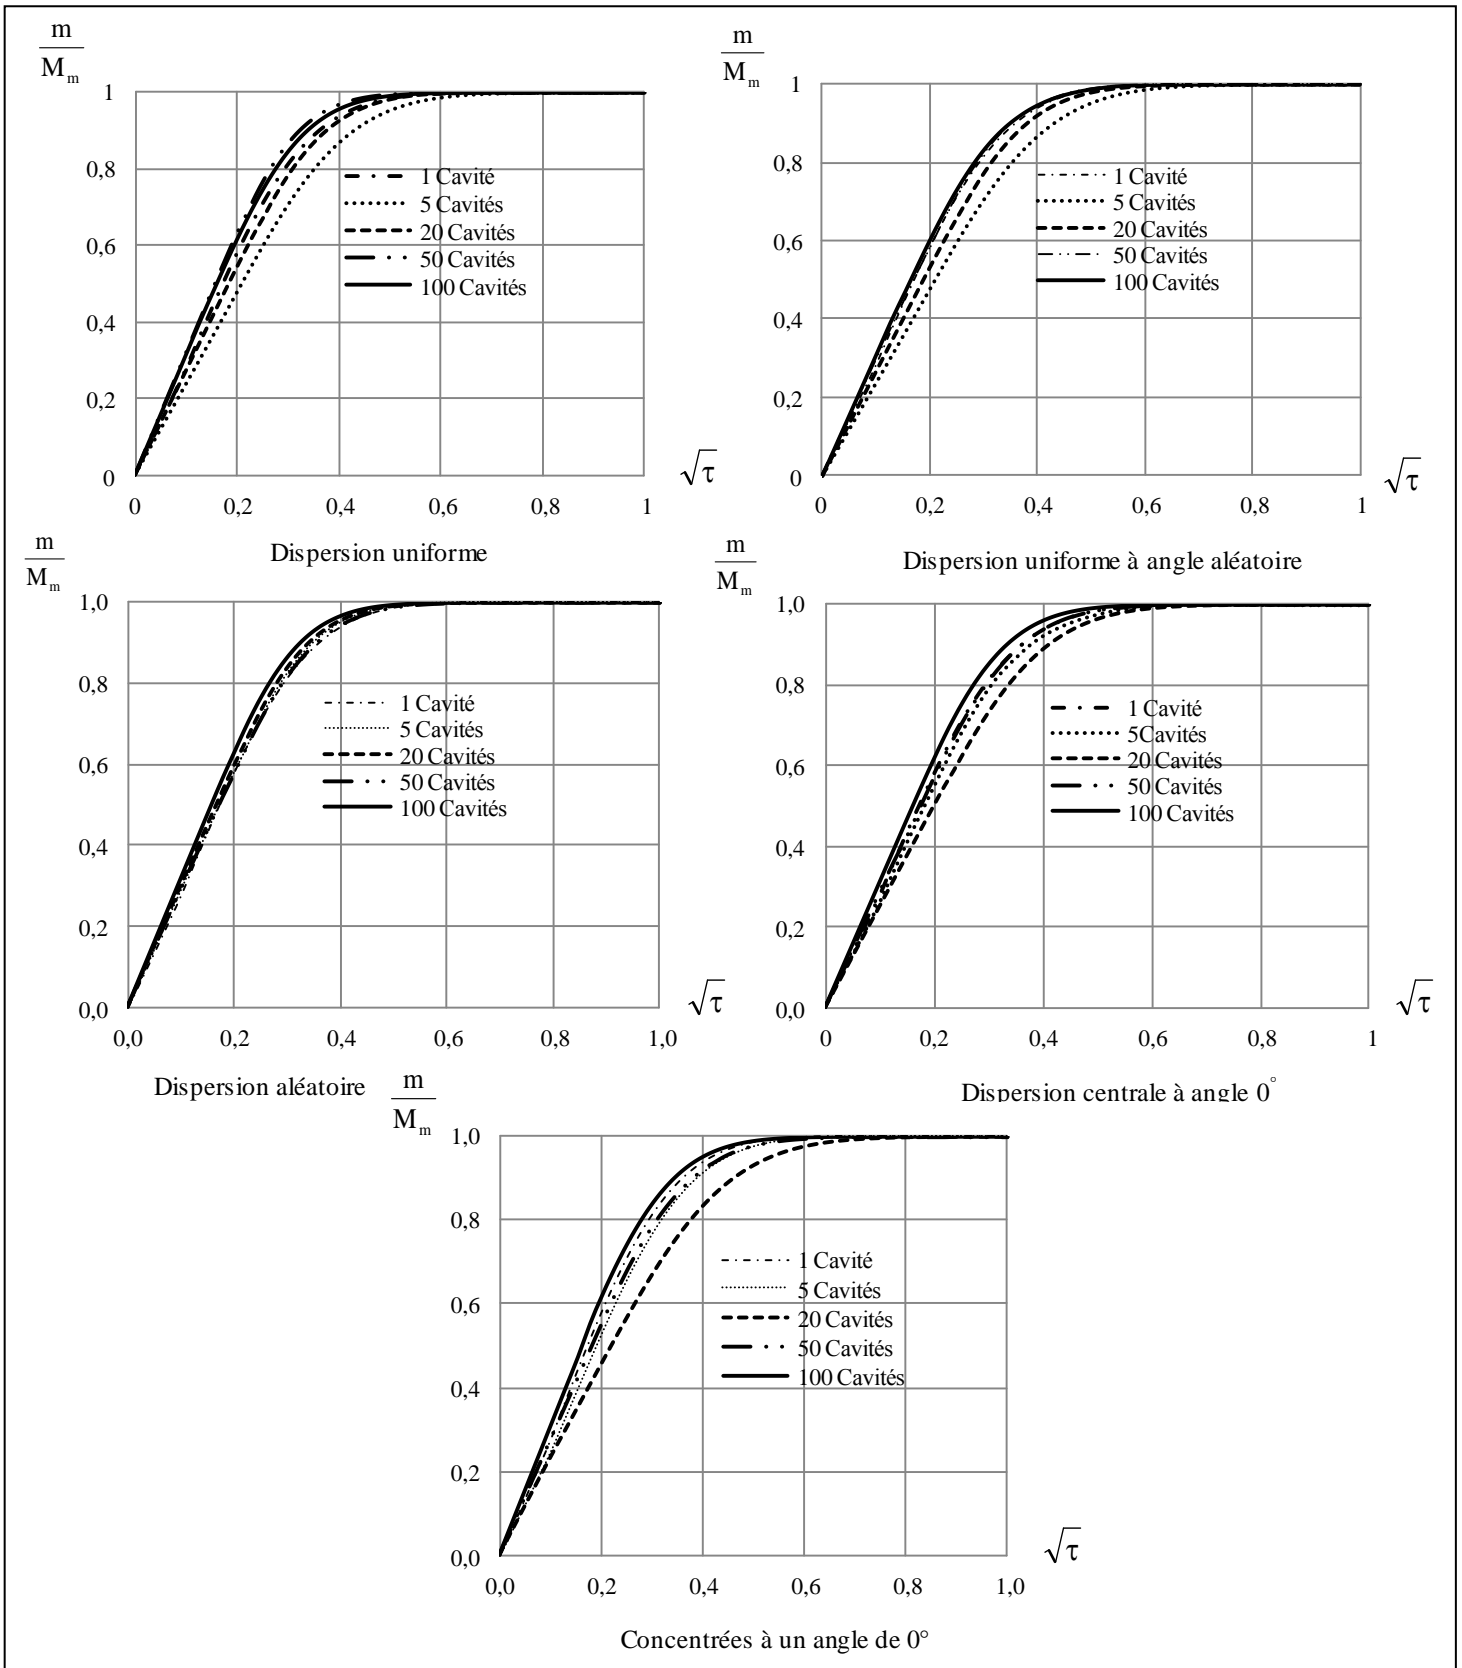 m
M_m
1
0,8
0,6
0,4
0,2
0
0 0,2 0,4 0,6 0,8 1
√τ
1 Cavité
5 Cavités
20 Cavités
50 Cavités
100 Cavités
Dispersion uniforme
m
M_m
1
0,8
0,6
0,4
0,2
0
0 0,2 0,4 0,6 0,8 1
√τ
1 Cavité
5 Cavités
20 Cavités
50 Cavités
100 Cavités
Dispersion uniforme à angle aléatoire
m
M_m
1,0
0,8
0,6
0,4
0,2
0,0
0,0 0,2 0,4 0,6 0,8 1,0
√τ
1 Cavité
5 Cavités
20 Cavités
50 Cavités
100 Cavités
Dispersion aléatoire
m
M_m
1,0
0,8
0,6
0,4
0,2
0,0
0 0,2 0,4 0,6 0,8 1
√τ
1 Cavité
5Cavités
20 Cavités
50 Cavités
100 Cavités
Dispersion centrale à angle 0°
m
M_m
1,0
0,8
0,6
0,4
0,2
0,0
0,0 0,2 0,4 0,6 0,8 1,0
√τ
1 Cavité
5 Cavités
20 Cavités
50 Cavités
100 Cavités
Concentrées à un angle de 0°